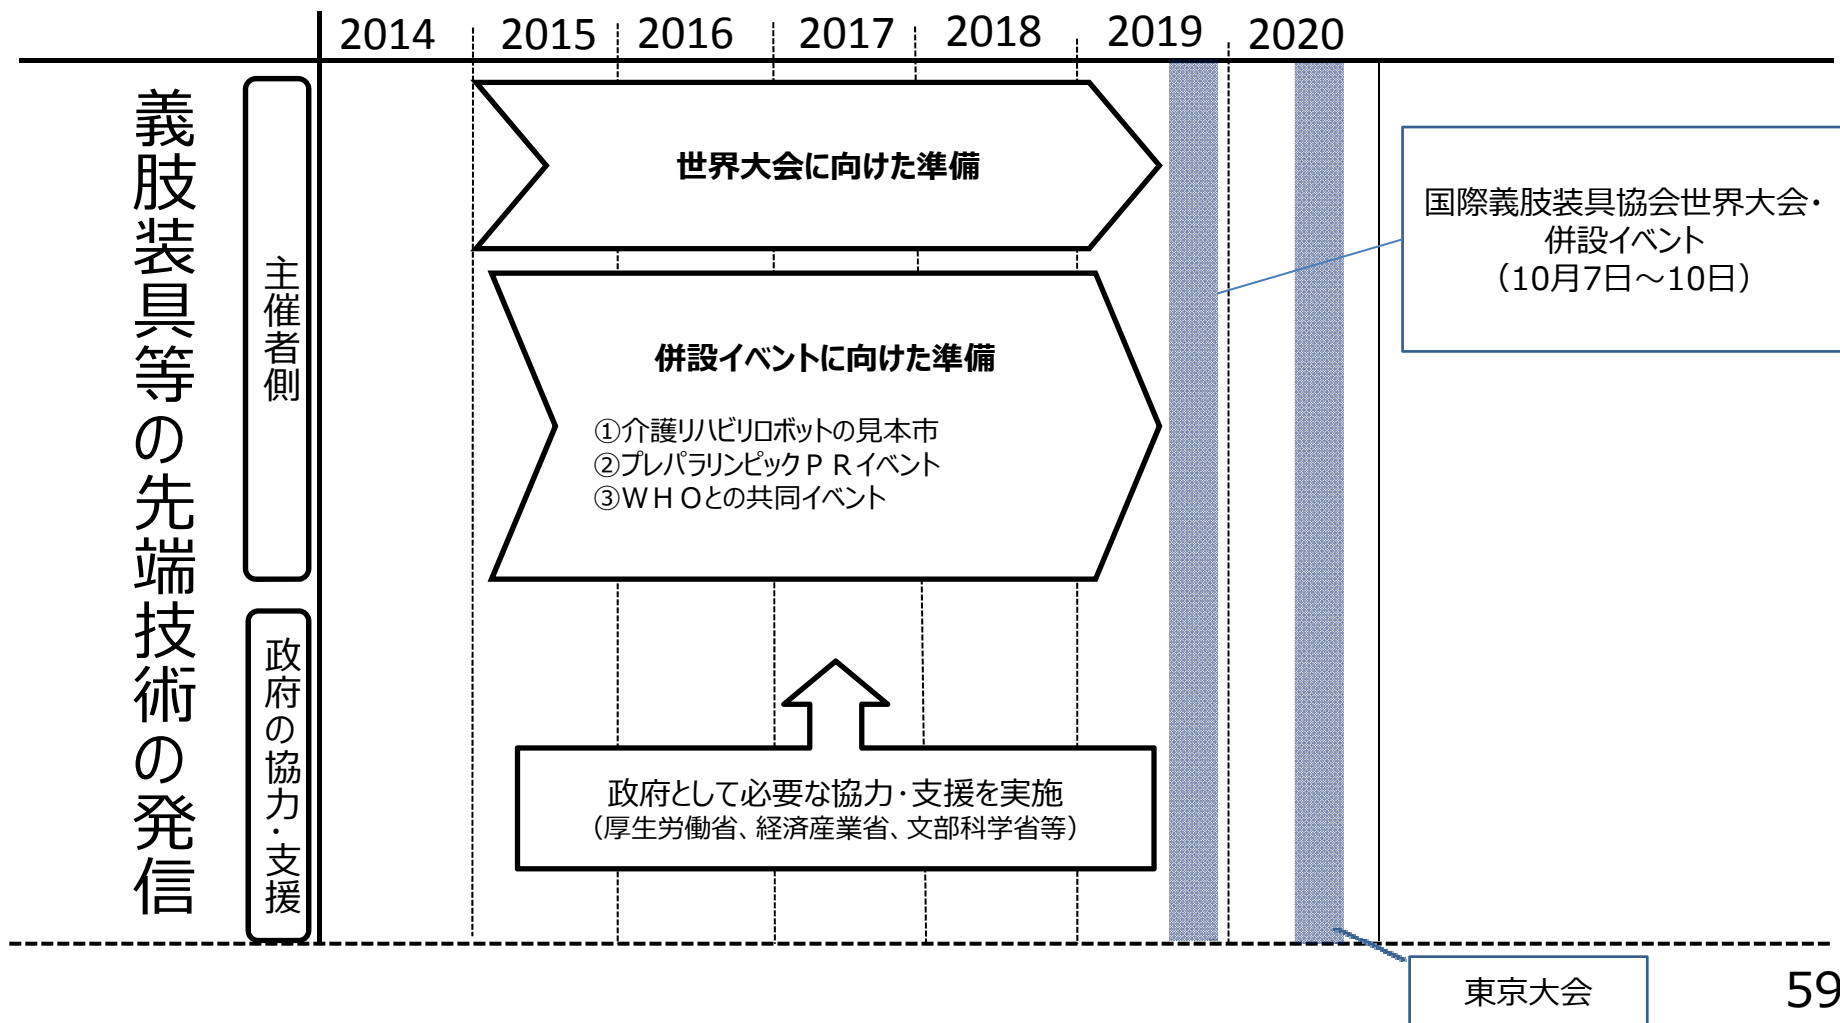 2014 2015 2016 2017 2018 2019 2020
義肢装具等の先端技術の発信
主催者側
世界大会に向けた準備
国際義肢装具協会世界大会・
併設イベント
（10月7日～10日）
併設イベントに向けた準備
①介護リハビリロボットの見本市
②プレパラリンピックＰＲイベント
③ＷＨＯとの共同イベント
政府の協力・支援
政府として必要な協力・支援を実施
（厚生労働省、経済産業省、文部科学省等）
東京大会
59